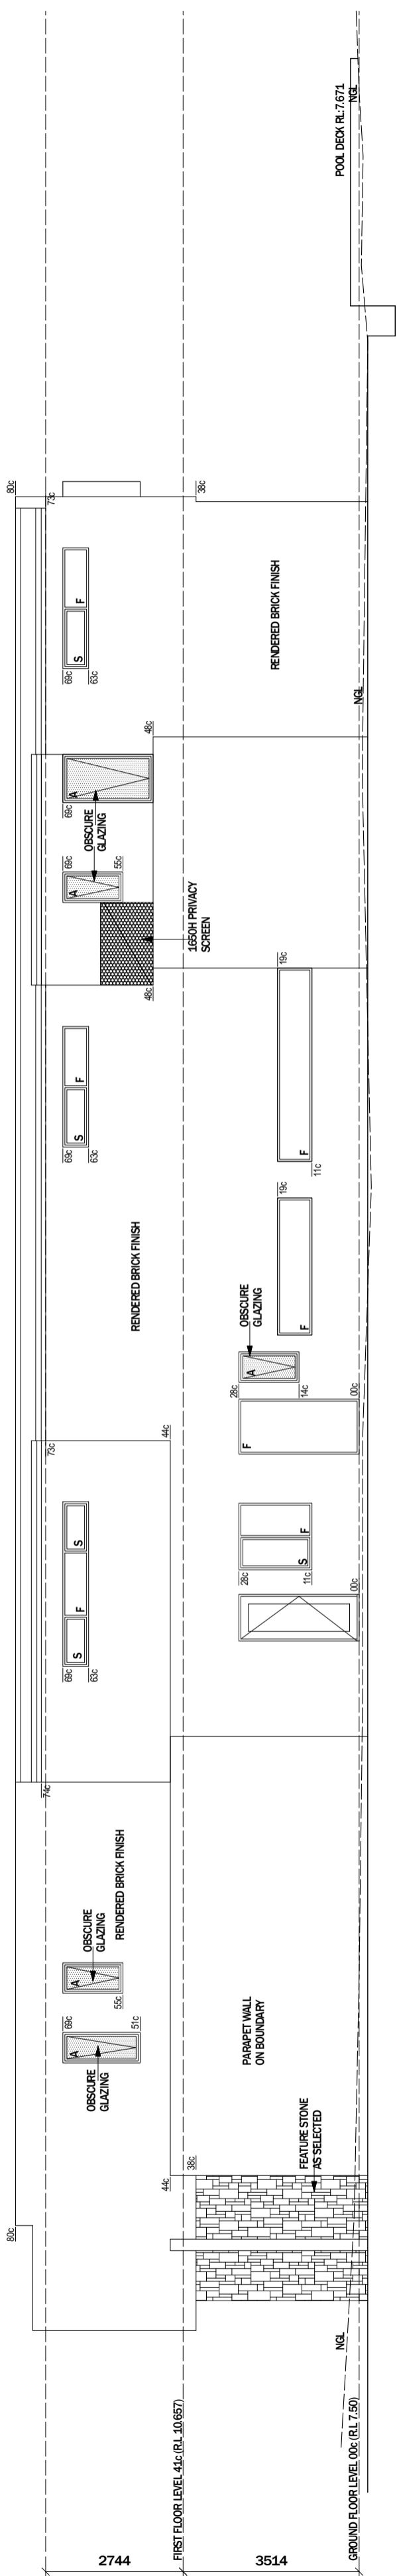 80c
80c
74c
73c
73c
2744
OBSCURE
GLAZING
A
69c
51c
OBSCURE
GLAZING
A
55c
RENDERED BRICK FINISH
69c
63c
S
F
S
69c
63c
S
F
RENDERED BRICK FINISH
69c
55c
A
OBSCURE
GLAZING
69c
A
69c
63c
S
F
48c
48c
1650H PRIVACY
SCREEN
44c
44c
38c
38c
FIRST FLOOR LEVEL 41c (R.L 10.657)
3514
PARAPET WALL
ON BOUNDARY
FEATURE STONE
AS SELECTED
28c
11c
S
F
00c
F
00c
28c
14c
A
OBSCURE
GLAZING
F
19c
F
11c
19c
RENDERED BRICK FINISH
NGL
NGL
POOL DECK RL:7.671
NGL
GROUND FLOOR LEVEL 00c (R.L 7.50)